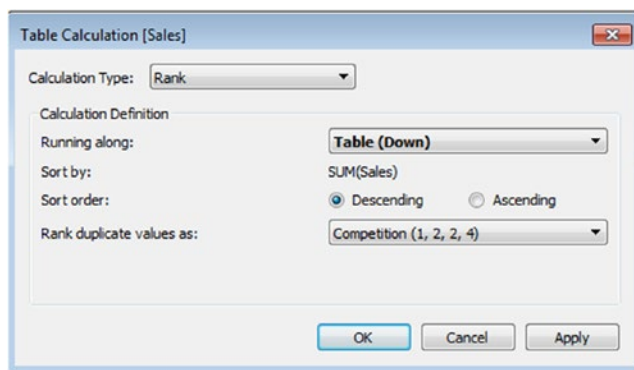 Table Calculation [Sales]
Calculation Type: Rank
Calculation Definition
Running along: Table (Down)
Sort by: SUM(Sales)
Sort order: Descending Ascending
Rank duplicate values as: Competition (1, 2, 2, 4)
OK Cancel Apply